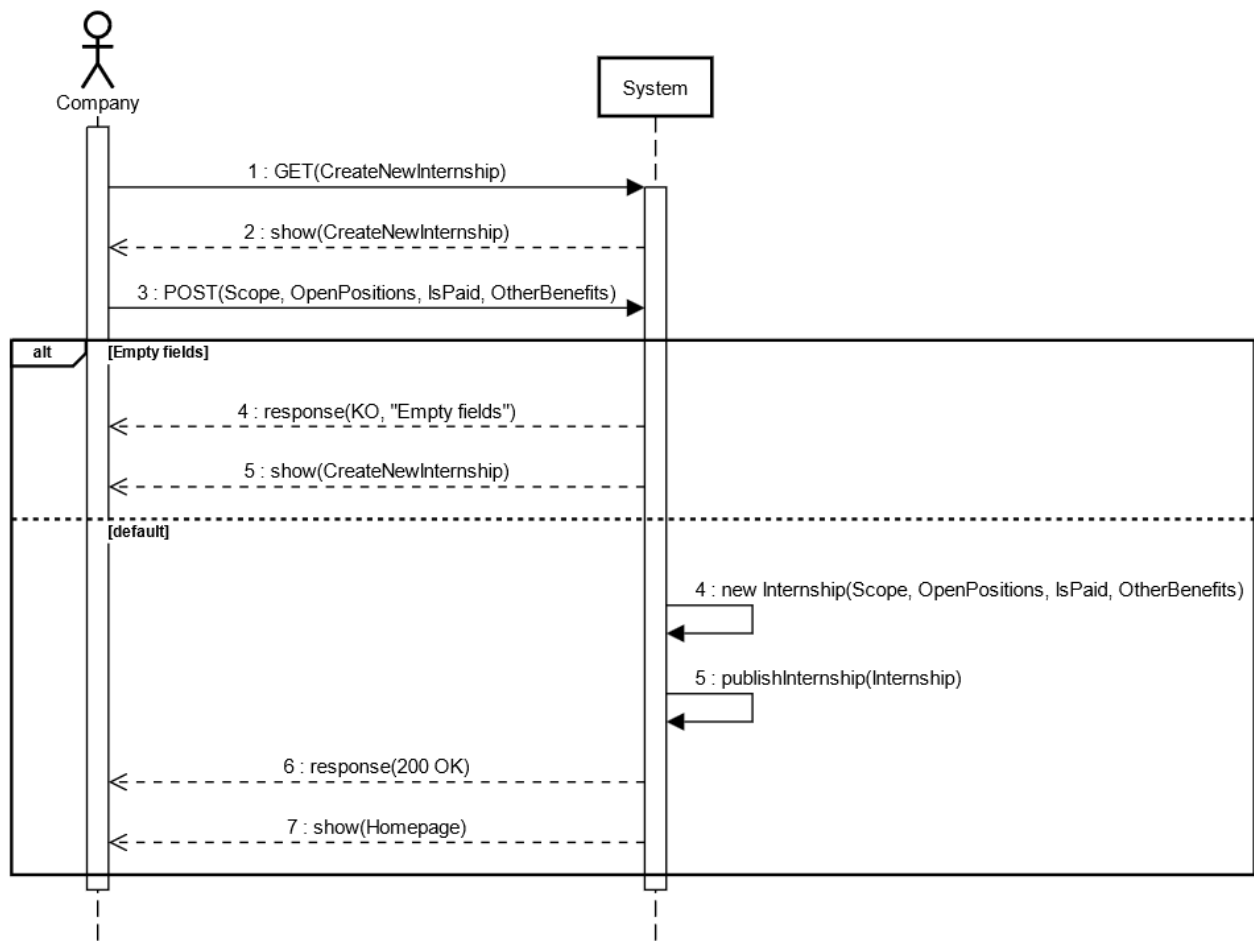 Company
System
1 : GET(CreateNewInternship)
2 : show(CreateNewInternship)
3 : POST(Scope, OpenPositions, IsPaid, OtherBenefits)
alt
[Empty fields]
4 : response(KO, "Empty fields")
5 : show(CreateNewInternship)
[default]
4 : new Internship(Scope, OpenPositions, IsPaid, OtherBenefits)
5 : publishInternship(Internship)
6 : response(200 OK)
7 : show(Homepage)